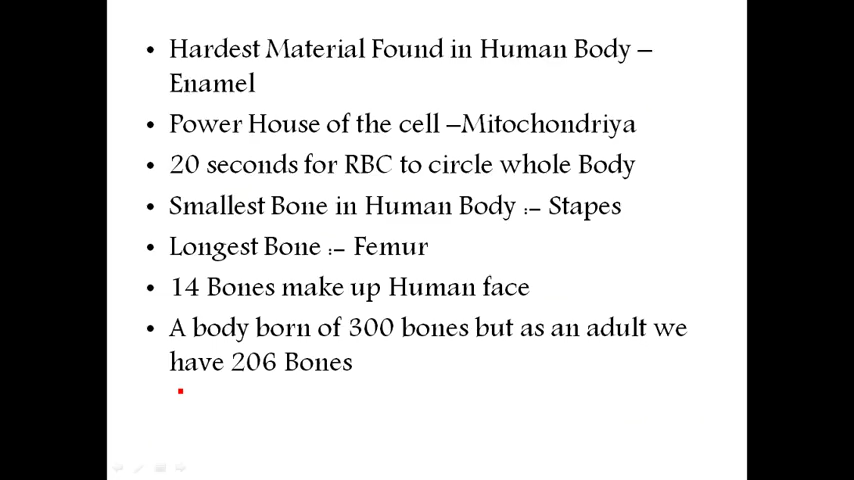 • Hardest Material Found in Human Body –
Enamel
• Power House of the cell –Mitochondriya
• 20 seconds for RBC to circle whole Body
• Smallest Bone in Human Body :– Stapes
• Longest Bone :– Femur
• 14 Bones make up Human face
• A body born of 300 bones but as an adult we
have 206 Bones